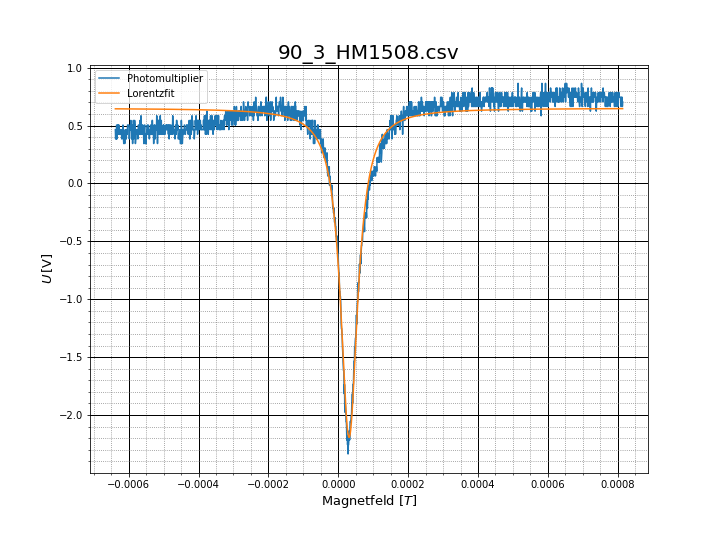 90_3_HM1508.csv
Photomultiplier
Lorentzfit
1.0
0.5
0.0
−0.5
−1.0
−1.5
−2.0
U [V]
−0.0006 −0.0004 −0.0002 0.0000 0.0002 0.0004 0.0006 0.0008
Magnetfeld [T]